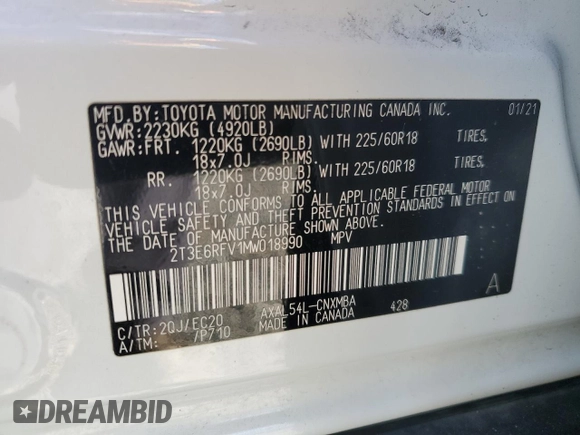 MFD.BY:TOYOTA MOTOR MANUFACTURING CANADA INC. 01/21
GVWR:2230KG (4920LB)
GAWR:FRT. 1220KG (2690LB) WITH 225/60R18 TIRES,
18x7.0J RIMS.
RR. 1220KG (2690LB) WITH 225/60R18 TIRES,
18x7.0J RIMS.
THIS VEHICLE CONFORMS TO ALL APPLICABLE FEDERAL MOTOR
VEHICLE SAFETY AND THEFT PREVENTION STANDARDS IN EFFECT ON
THE DATE OF MANUFACTURE SHOWN ABOVE.
2T3E6RFV1MW018990 MPV
C/TR:2QJ/EC20 AXAL54L-CNXMBA 428 A
A/TM: /P710 MADE IN CANADA
DREAMBID